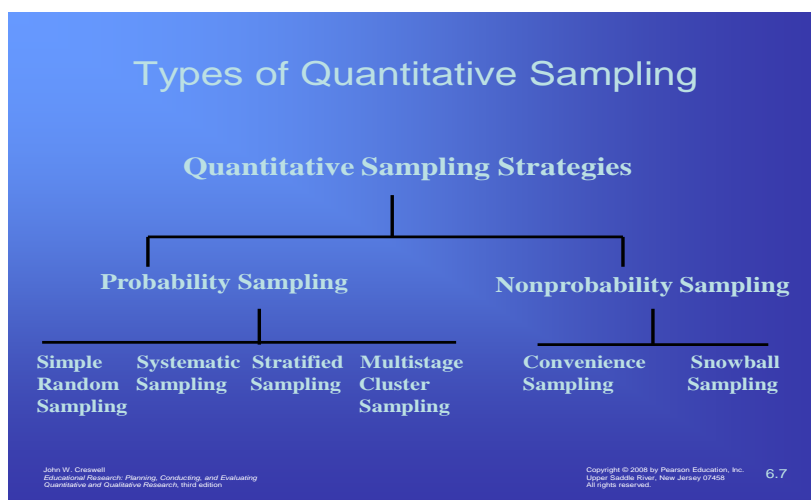 Types of Quantitative Sampling
Quantitative Sampling Strategies
Probability Sampling
Nonprobability Sampling
Simple
Random
Sampling
Systematic
Sampling
Stratified
Sampling
Multistage
Cluster
Sampling
Convenience
Sampling
Snowball
Sampling
John W. Creswell
Educational Research: Planning, Conducting, and Evaluating
Quantitative and Qualitative Research, third edition
Copyright © 2008 by Pearson Education, Inc.
Upper Saddle River, New Jersey 07458
All rights reserved.
6.7